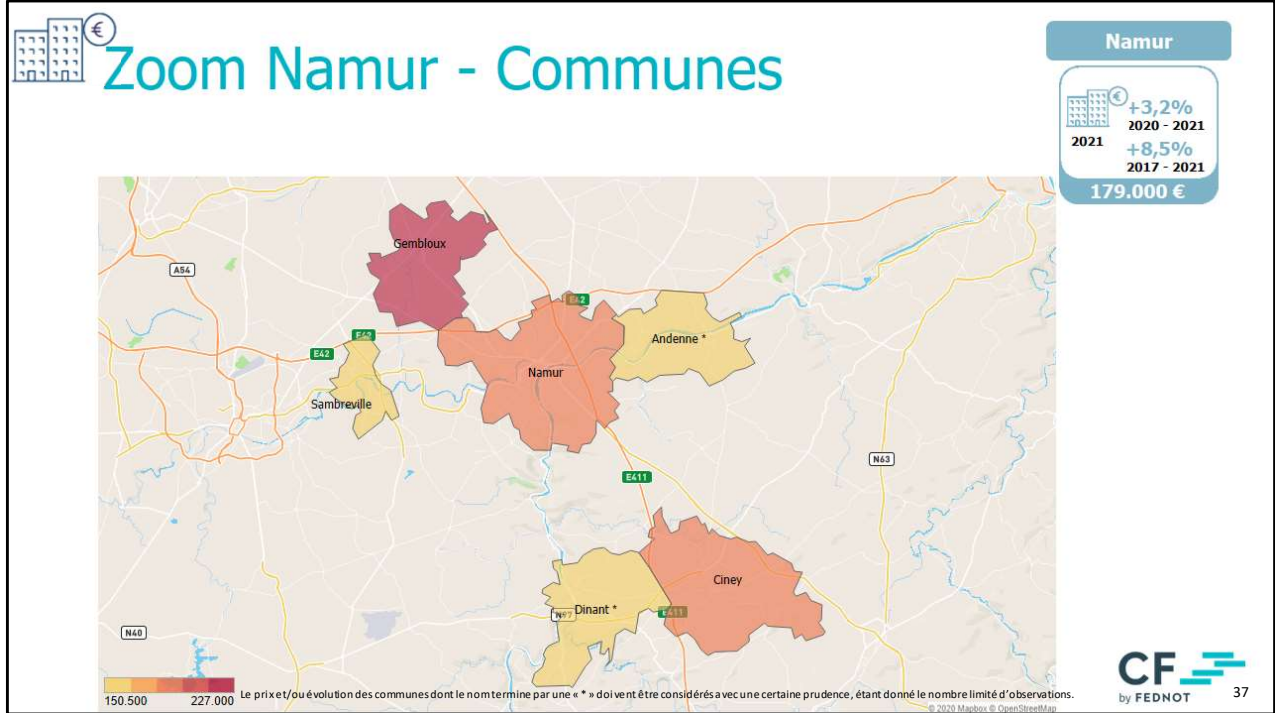 €
Zoom Namur - Communes
Namur
€
+3,2%
2020 - 2021
2021
+8,5%
2017 - 2021
179.000 €
Gembloux
A54
E42
E42
E42
Andenne *
Namur
Sambreville
N63
E411
Ciney
Dinant *
N97
E411
N40
150.500 227.000
Le prix et/ou évolution des communes dont le nom termine par une « * » doivent être considérés avec une certaine prudence, étant donné le nombre limité d'observations.
© 2020 Mapbox © OpenStreetMap
CF
by FEDNOT
37